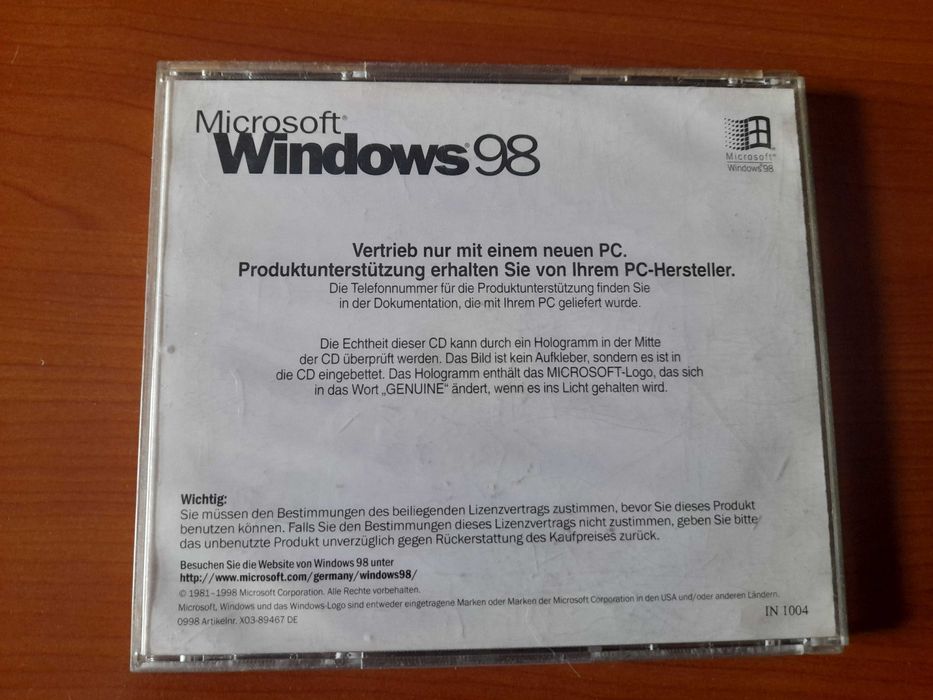 Microsoft®
Windows®98
Microsoft®
Windows®98
Vertrieb nur mit einem neuen PC.
Produktunterstützung erhalten Sie von Ihrem PC-Hersteller.
Die Telefonnummer für die Produktunterstützung finden Sie
in der Dokumentation, die mit Ihrem PC geliefert wurde.
Die Echtheit dieser CD kann durch ein Hologramm in der Mitte
der CD überprüft werden. Das Bild ist kein Aufkleber, sondern es ist in
die CD eingebettet. Das Hologramm enthält das MICROSOFT-Logo, das sich
in das Wort „GENUINE" ändert, wenn es ins Licht gehalten wird.
Wichtig:
Sie müssen den Bestimmungen des beiliegenden Lizenzvertrags zustimmen, bevor Sie dieses Produkt
benutzen können. Falls Sie den Bestimmungen dieses Lizenzvertrags nicht zustimmen, geben Sie bitte
das unbenutzte Produkt unverzüglich gegen Rückerstattung des Kaufpreises zurück.
Besuchen Sie die Website von Windows 98 unter
http://www.microsoft.com/germany/windows98/
© 1981–1998 Microsoft Corporation. Alle Rechte vorbehalten.
Microsoft, Windows und das Windows-Logo sind entweder eingetragene Marken oder Marken der Microsoft Corporation in den USA und/oder anderen Ländern.
0998 Artikelnr. X03-89467 DE
IN 1004